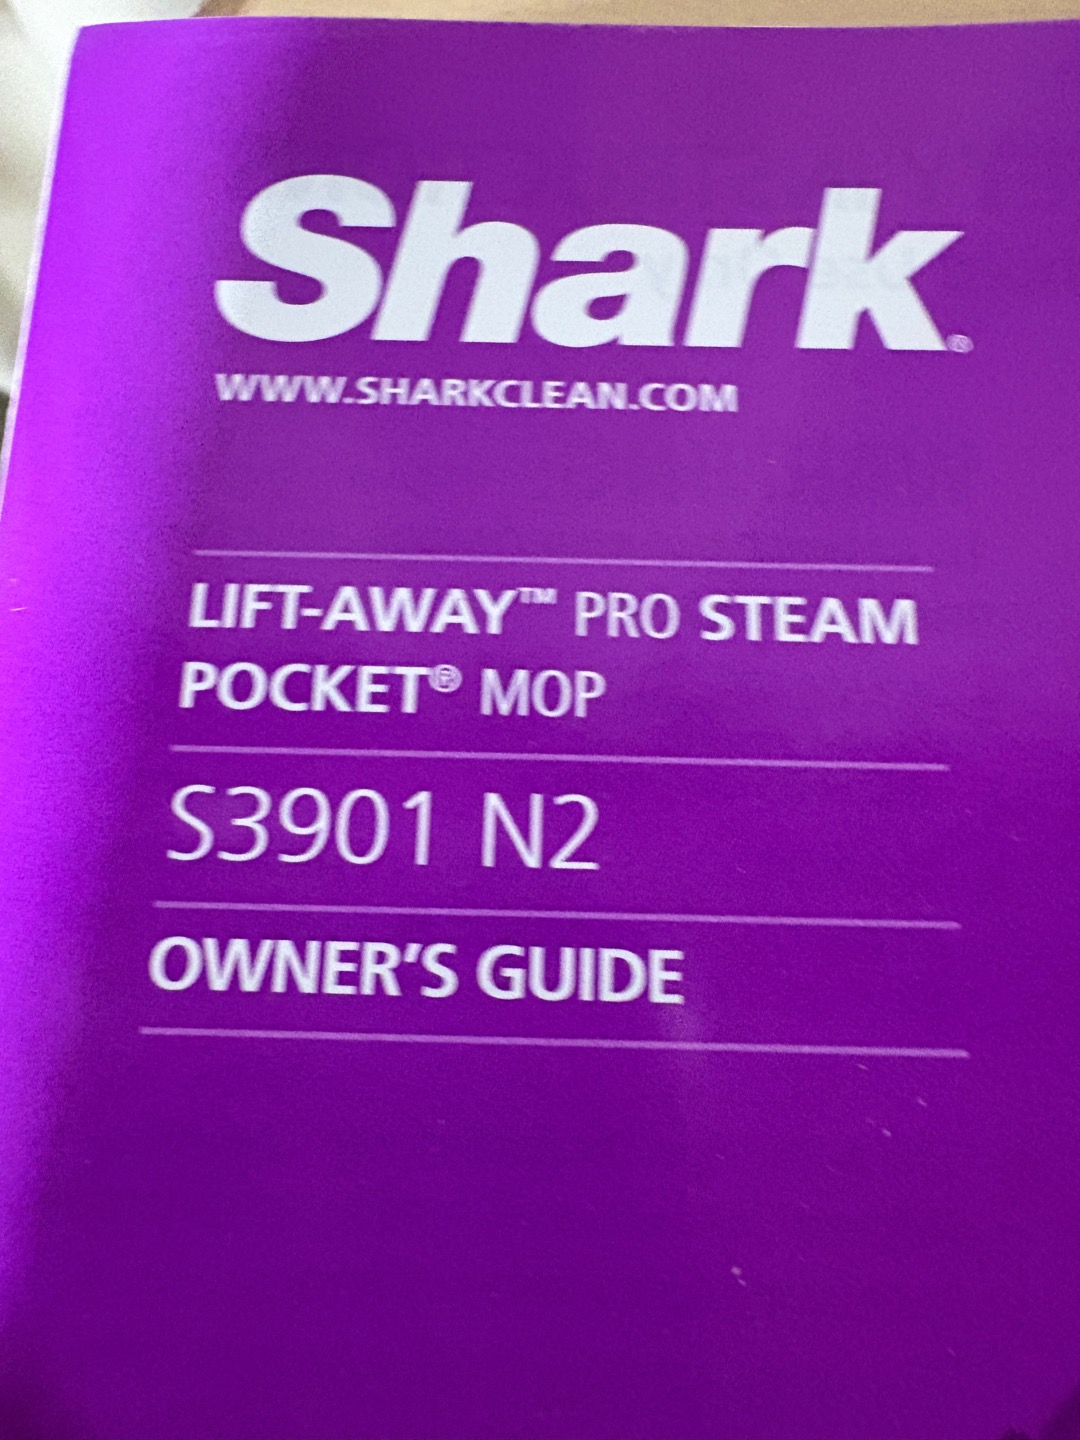 Shark®
WWW.SHARKCLEAN.COM
LIFT-AWAY™ PRO STEAM
POCKET® MOP
S3901 N2
OWNER'S GUIDE